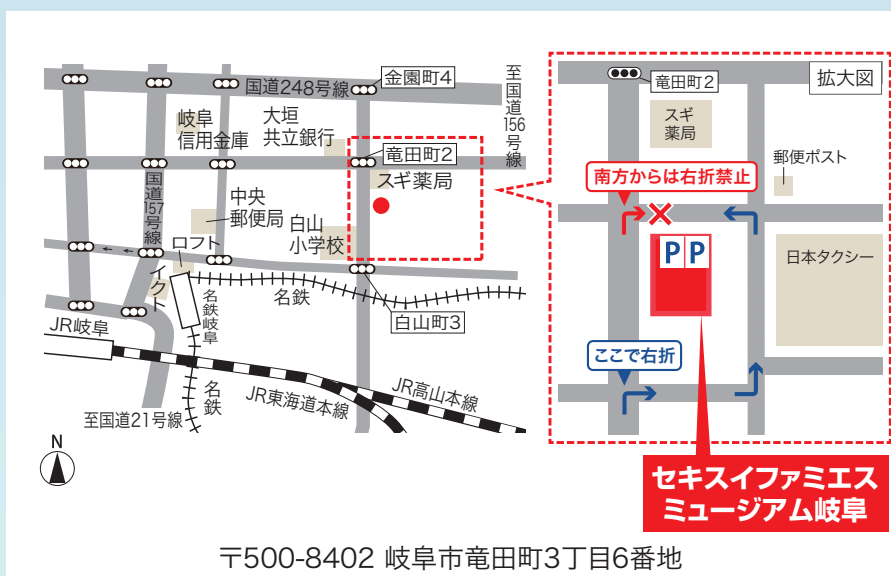 国道248号線
金園町4
至国道156号線
岐阜
信用金庫
大垣
共立銀行
竜田町2
スギ薬局
国道157号線
中央
郵便局
白山
小学校
ロフト
イクト
名鉄岐阜
名鉄
白山町3
JR岐阜
名鉄
JR東海道本線
JR高山本線
至国道21号線
N
竜田町2
拡大図
スギ
薬局
郵便ポスト
南方からは右折禁止
P P
日本タクシー
ここで右折
セキスイファミエス
ミュージアム岐阜
〒500-8402 岐阜市竜田町3丁目6番地